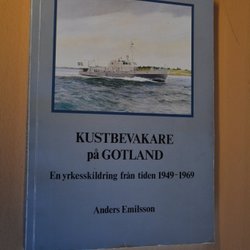 KUSTBEVAKARE
på GOTLAND
En yrkesskildring från tiden 1949-1969
Anders Emilsson